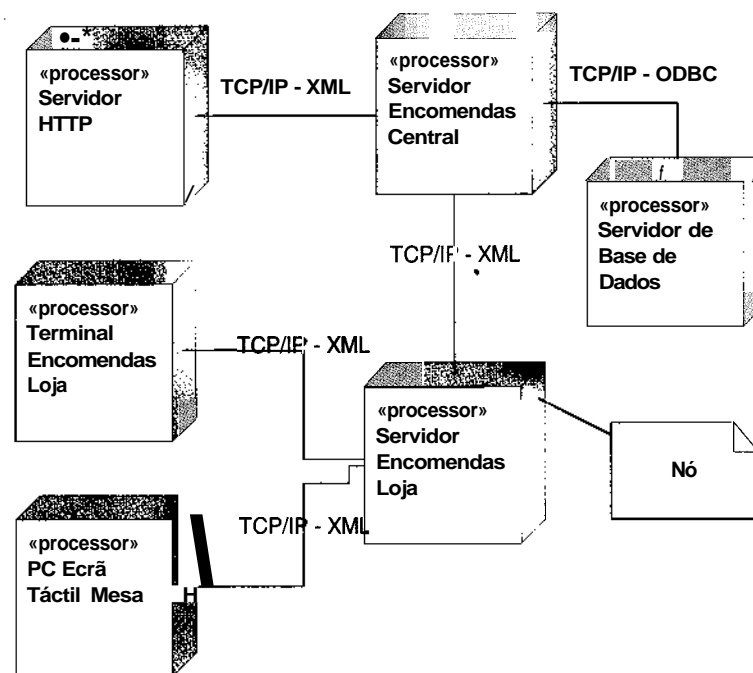 «processor»
Servidor
HTTP
TCP/IP - XML
«processor»
Servidor
Encomendas
Central
TCP/IP - ODBC
«processor»
Servidor de
Base de
Dados
TCP/IP - XML
«processor»
Terminal
Encomendas
Loja
TCP/IP - XML
«processor»
Servidor
Encomendas
Loja
Nó
«processor»
PC Ecrã
Táctil Mesa
H
TCP/IP - XML